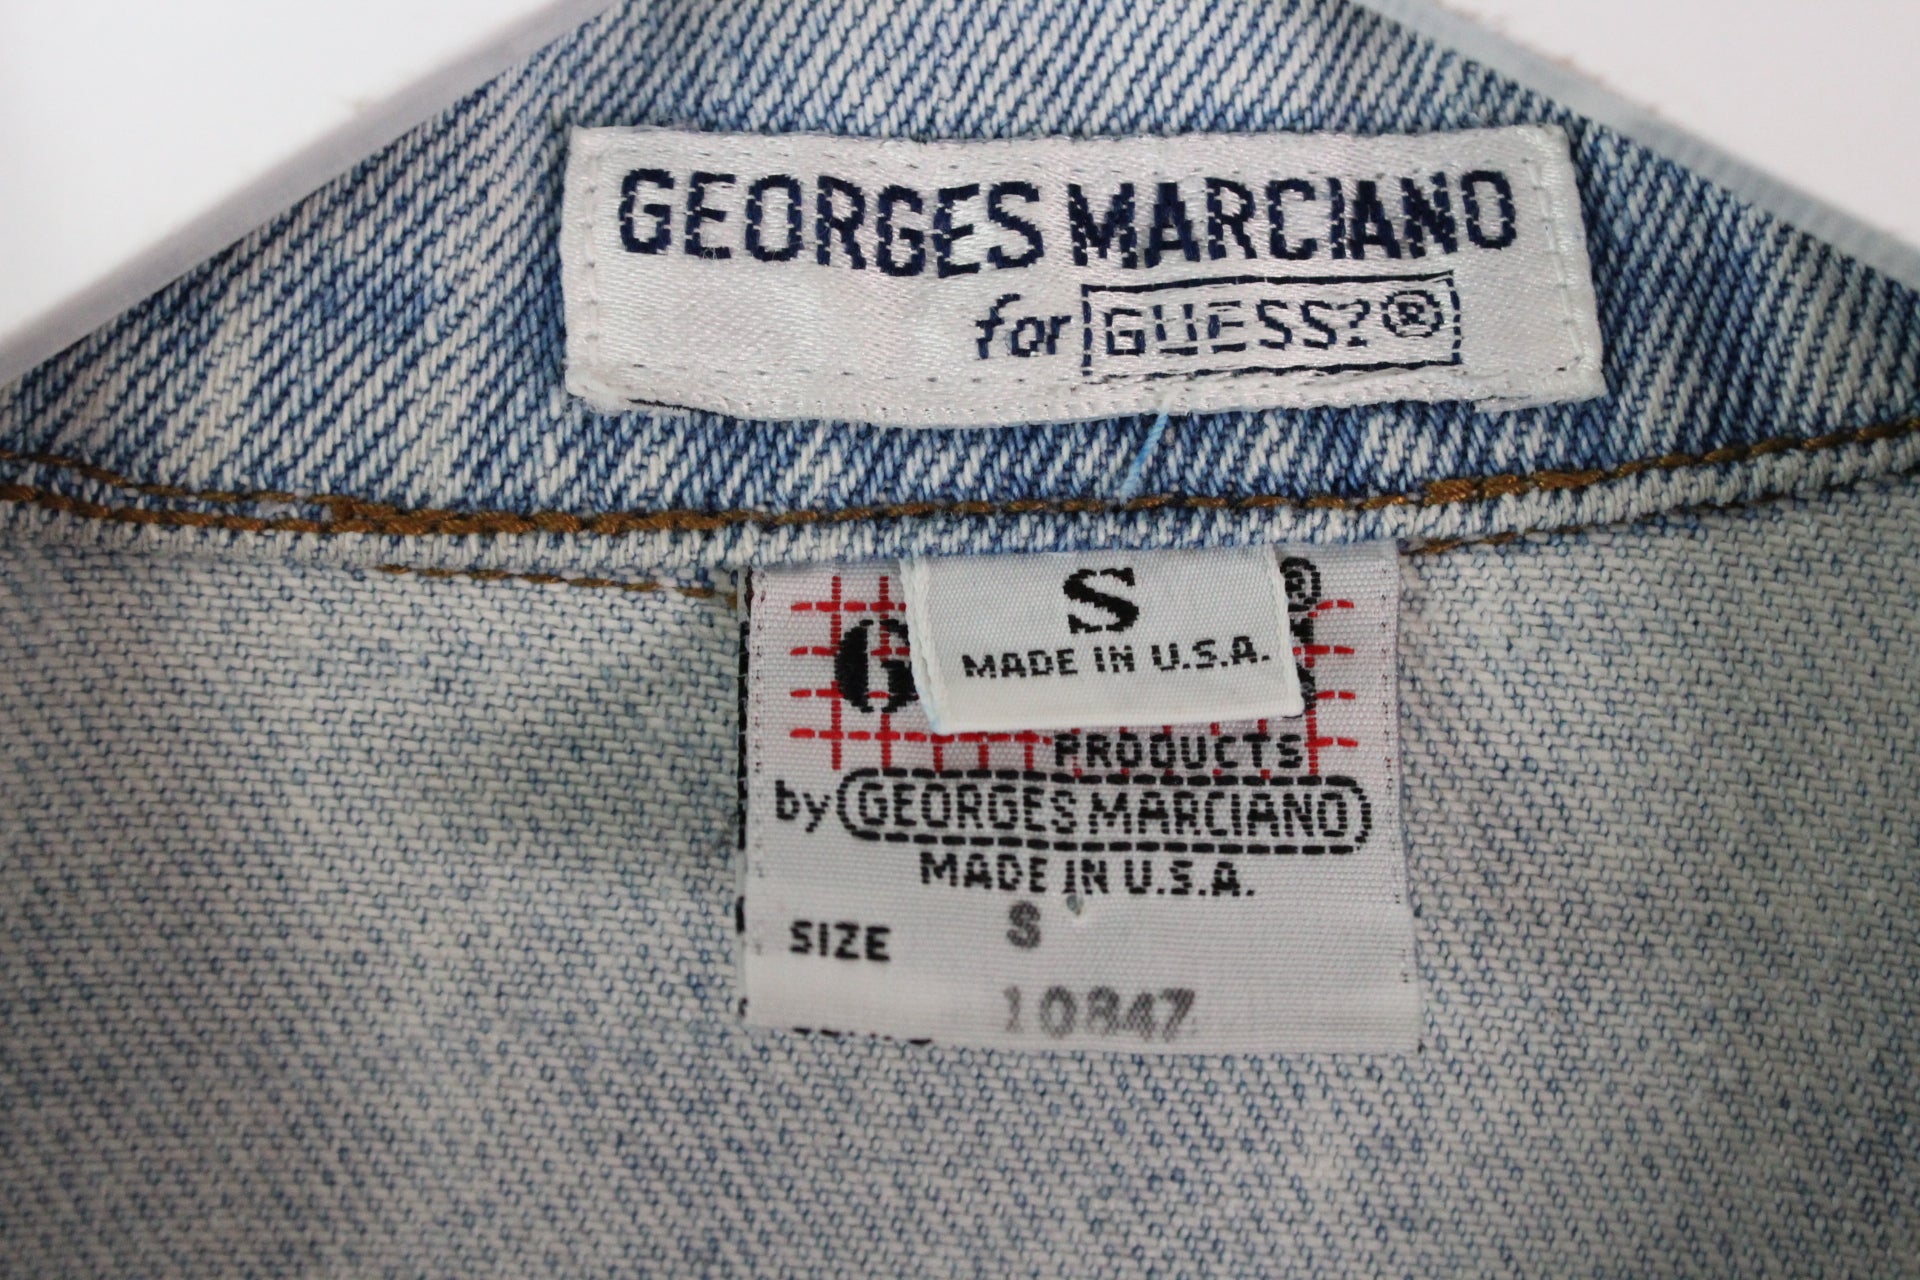 GEORGES MARCIANO
for GUESS?®
S
MADE IN U.S.A.
G ®
PRODUCTS
by GEORGES MARCIANO
MADE IN U.S.A.
SIZE S
10847